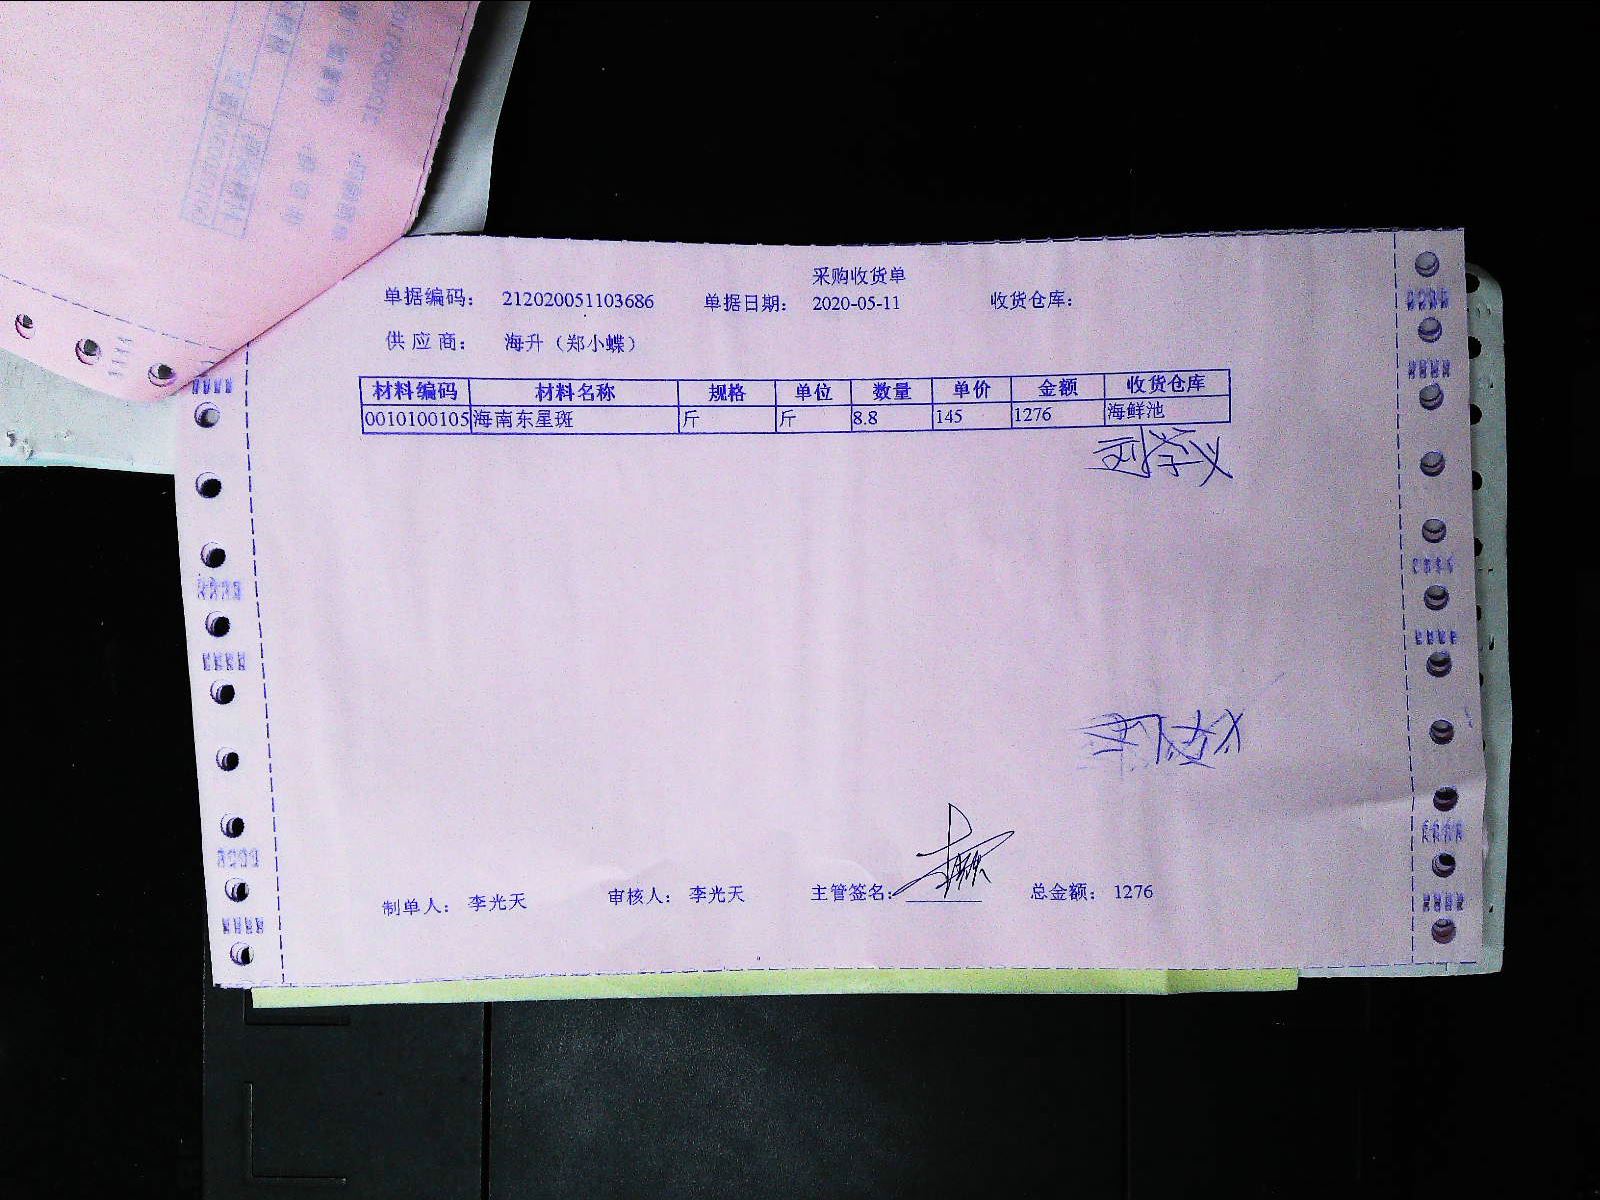 采购收货单
单据编码： 212020051103686 单据日期： 2020-05-11 收货仓库：
供 应 商： 海升（郑小蝶）
材料编码 材料名称 规格 单位 数量 单价 金额 收货仓库
0010100105 海南东星斑 斤 斤 8.8 145 1276 海鲜池
刘学义
制单人： 李光天 审核人： 李光天 主管签名： 总金额： 1276